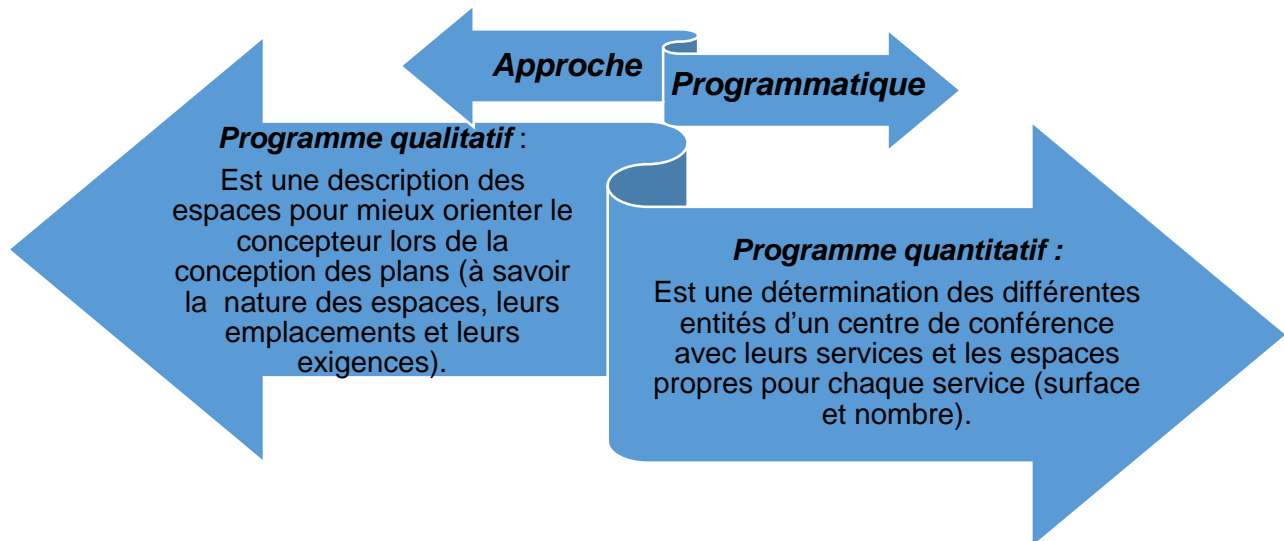 Approche
Programmatique
Programme qualitatif :
Est une description des
espaces pour mieux orienter le
concepteur lors de la
conception des plans (à savoir
la  nature des espaces, leurs
emplacements et leurs
exigences).
Programme quantitatif :
Est une détermination des différentes
entités d’un centre de conférence
avec leurs services et les espaces
propres pour chaque service (surface
et nombre).